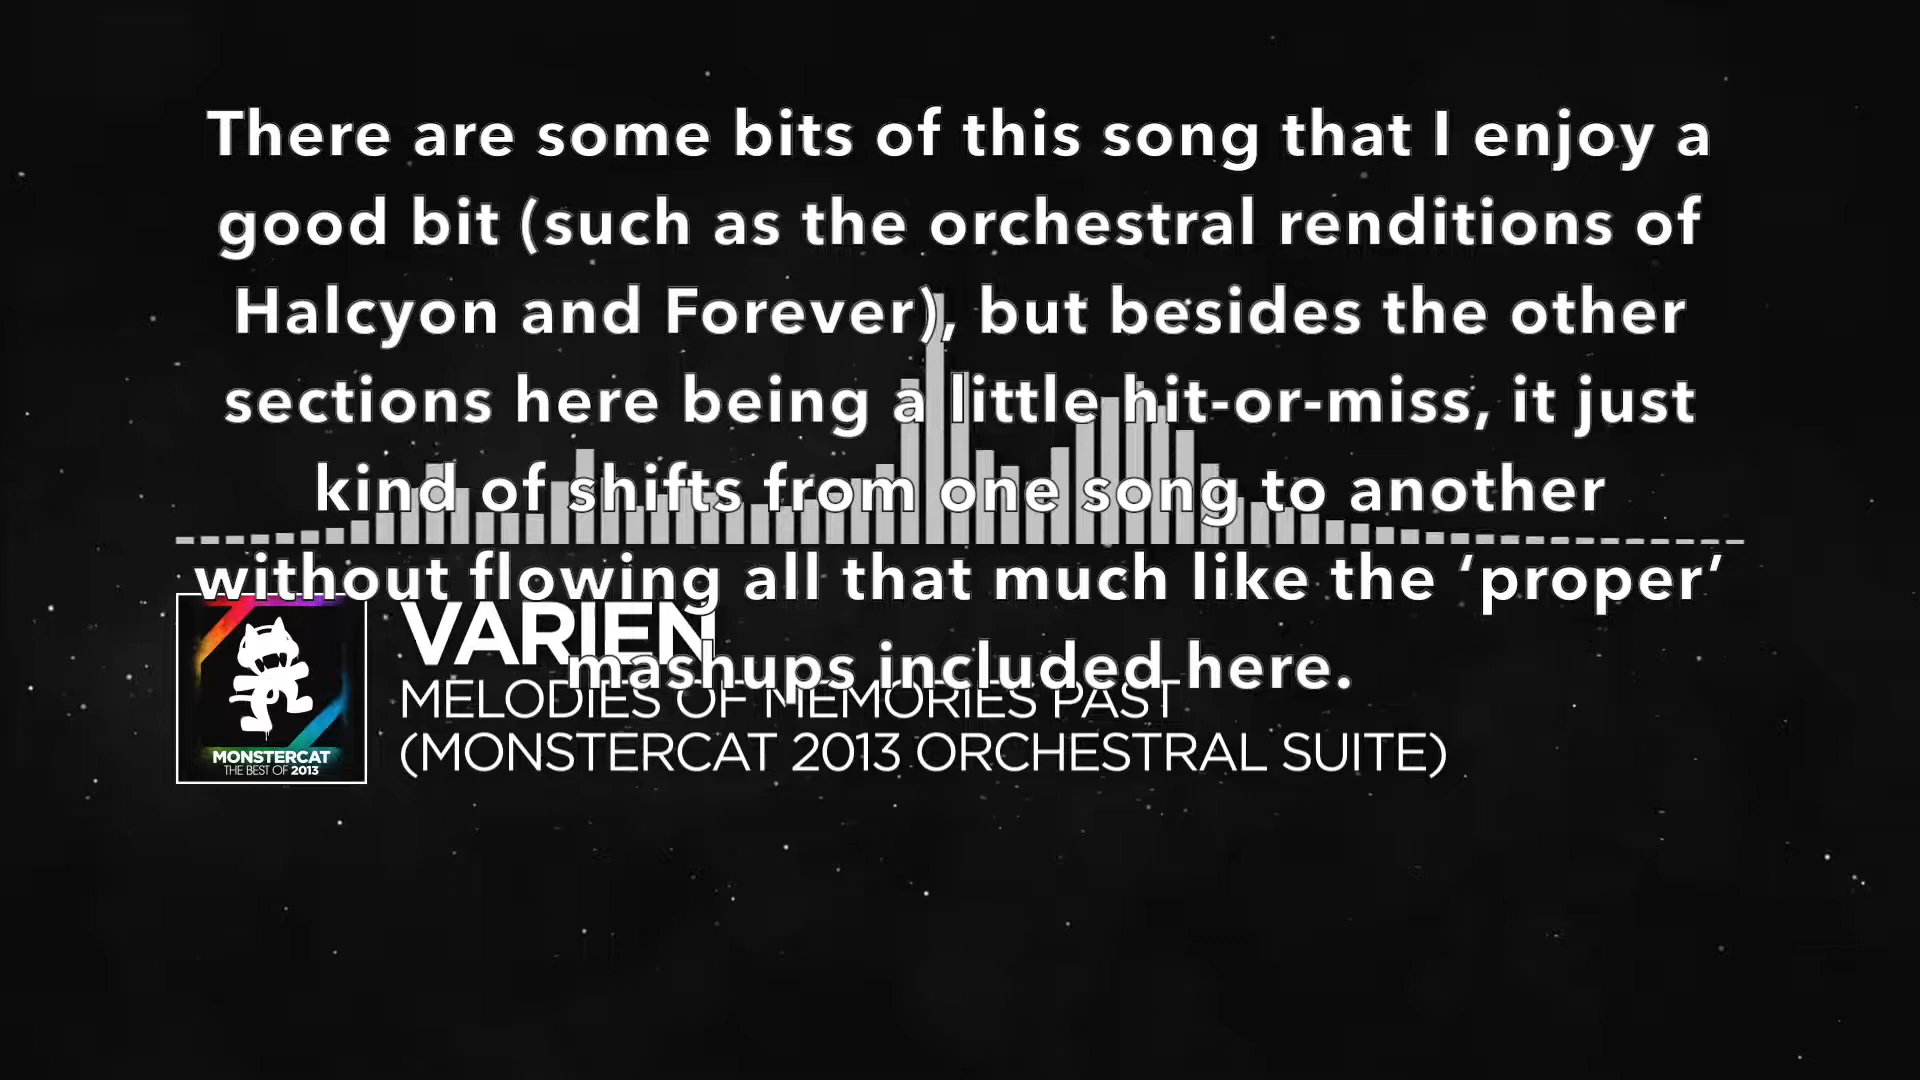 There are some bits of this song that I enjoy a
good bit (such as the orchestral renditions of
Halcyon and Forever), but besides the other
sections here being a little hit-or-miss, it just
kind of shifts from one song to another
without flowing all that much like the ‘proper’
mashups included here.
VARIEN
MELODIES OF MEMORIES PAST
(MONSTERCAT 2013 ORCHESTRAL SUITE)
MONSTERCAT
THE BEST OF 2013